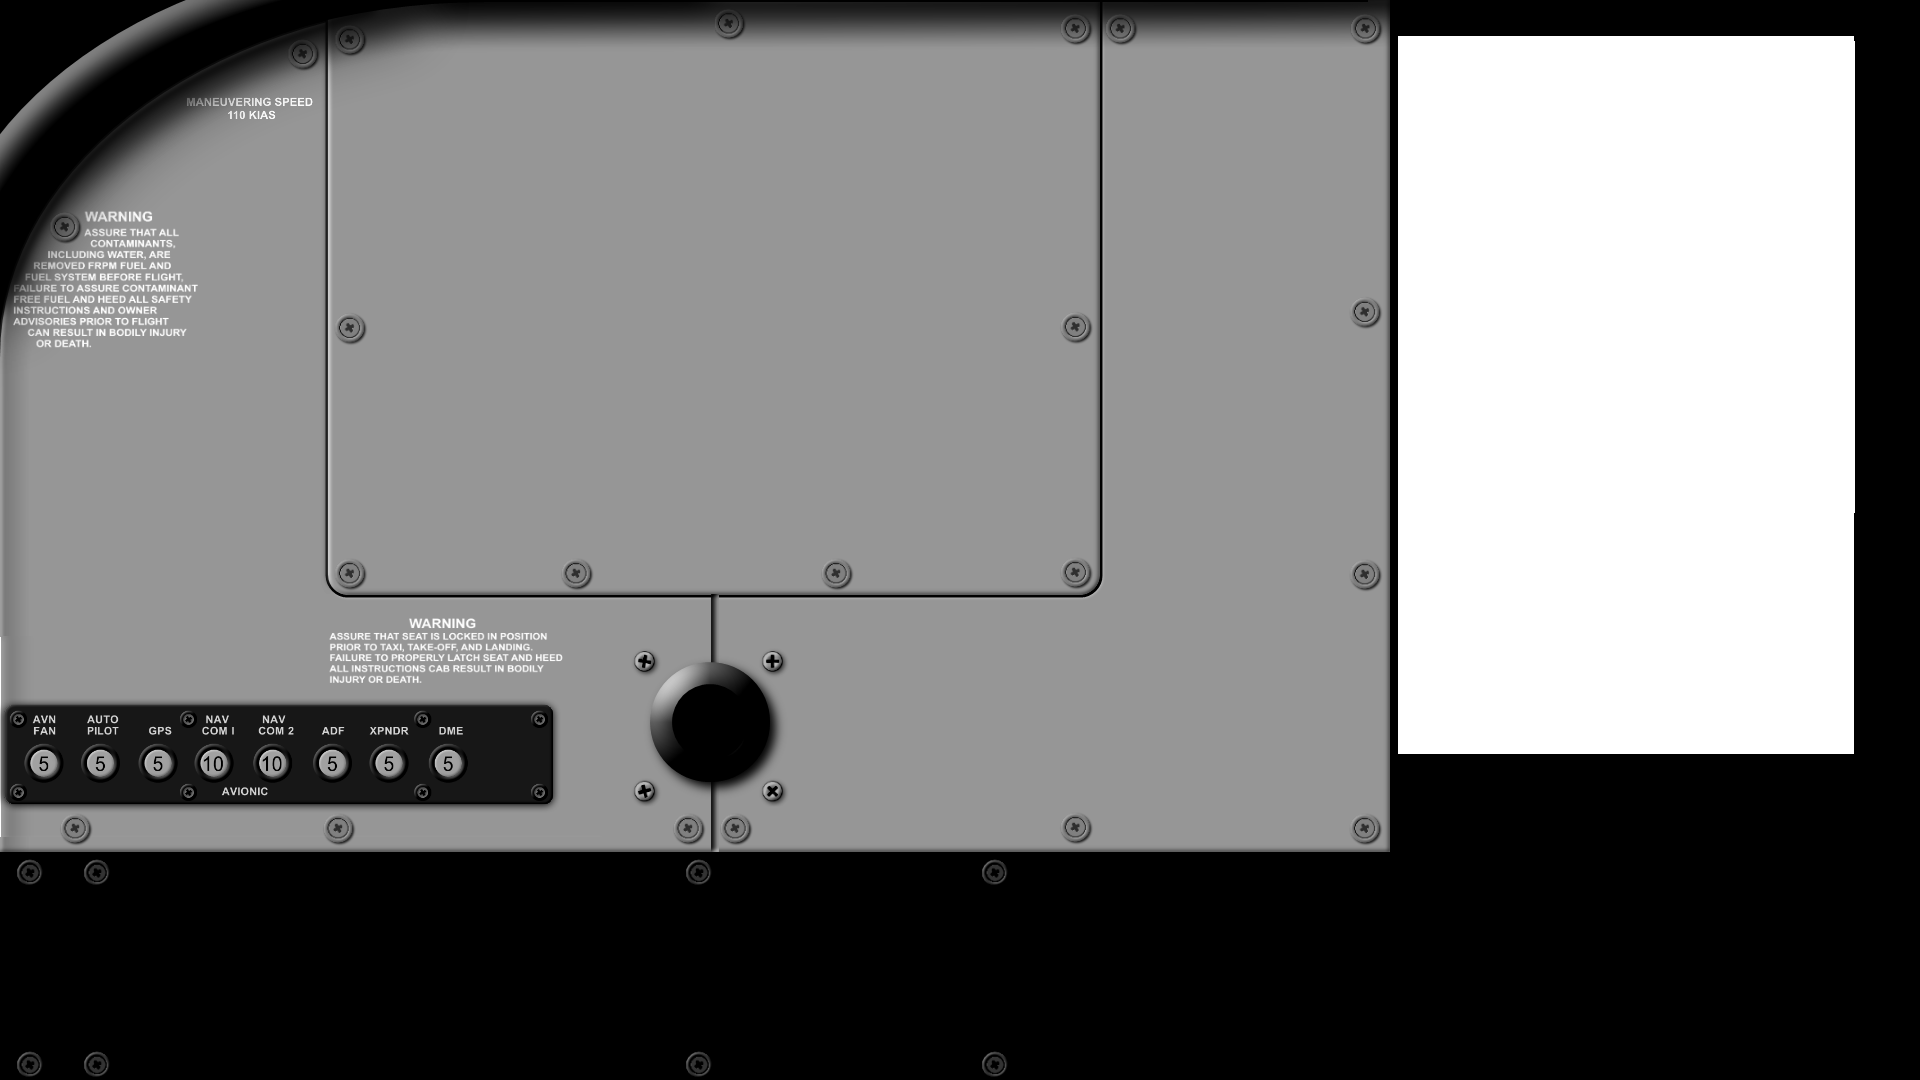 MANEUVERING SPEED
110 KIAS
WARNING
ASSURE THAT ALL
CONTAMINANTS,
INCLUDING WATER, ARE
REMOVED FRPM FUEL AND
FUEL SYSTEM BEFORE FLIGHT.
FAILURE TO ASSURE CONTAMINANT
FREE FUEL AND HEED ALL SAFETY
INSTRUCTIONS AND OWNER
ADVISORIES PRIOR TO FLIGHT
CAN RESULT IN BODILY INJURY
OR DEATH.
WARNING
ASSURE THAT SEAT IS LOCKED IN POSITION
PRIOR TO TAXI, TAKE-OFF, AND LANDING.
FAILURE TO PROPERLY LATCH SEAT AND HEED
ALL INSTRUCTIONS CAB RESULT IN BODILY
INJURY OR DEATH.
AVN AUTO NAV NAV
FAN PILOT GPS COM I COM 2 ADF XPNDR DME
5 5 5 10 10 5 5 5
AVIONIC